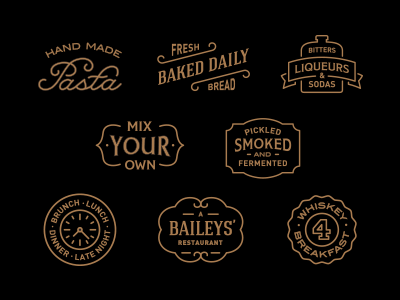 HAND MADE
Pasta
FRESH
BAKED DAILY
BREAD
BITTERS
LIQUEURS
&
SODAS
MIX
YOUR
OWN
PICKLED
SMOKED
AND
FERMENTED
BRUNCH · LUNCH ·
DINNER · LATE NIGHT ·
A
BAILEYS'
RESTAURANT
WHISKEY
4
BREAKFAST